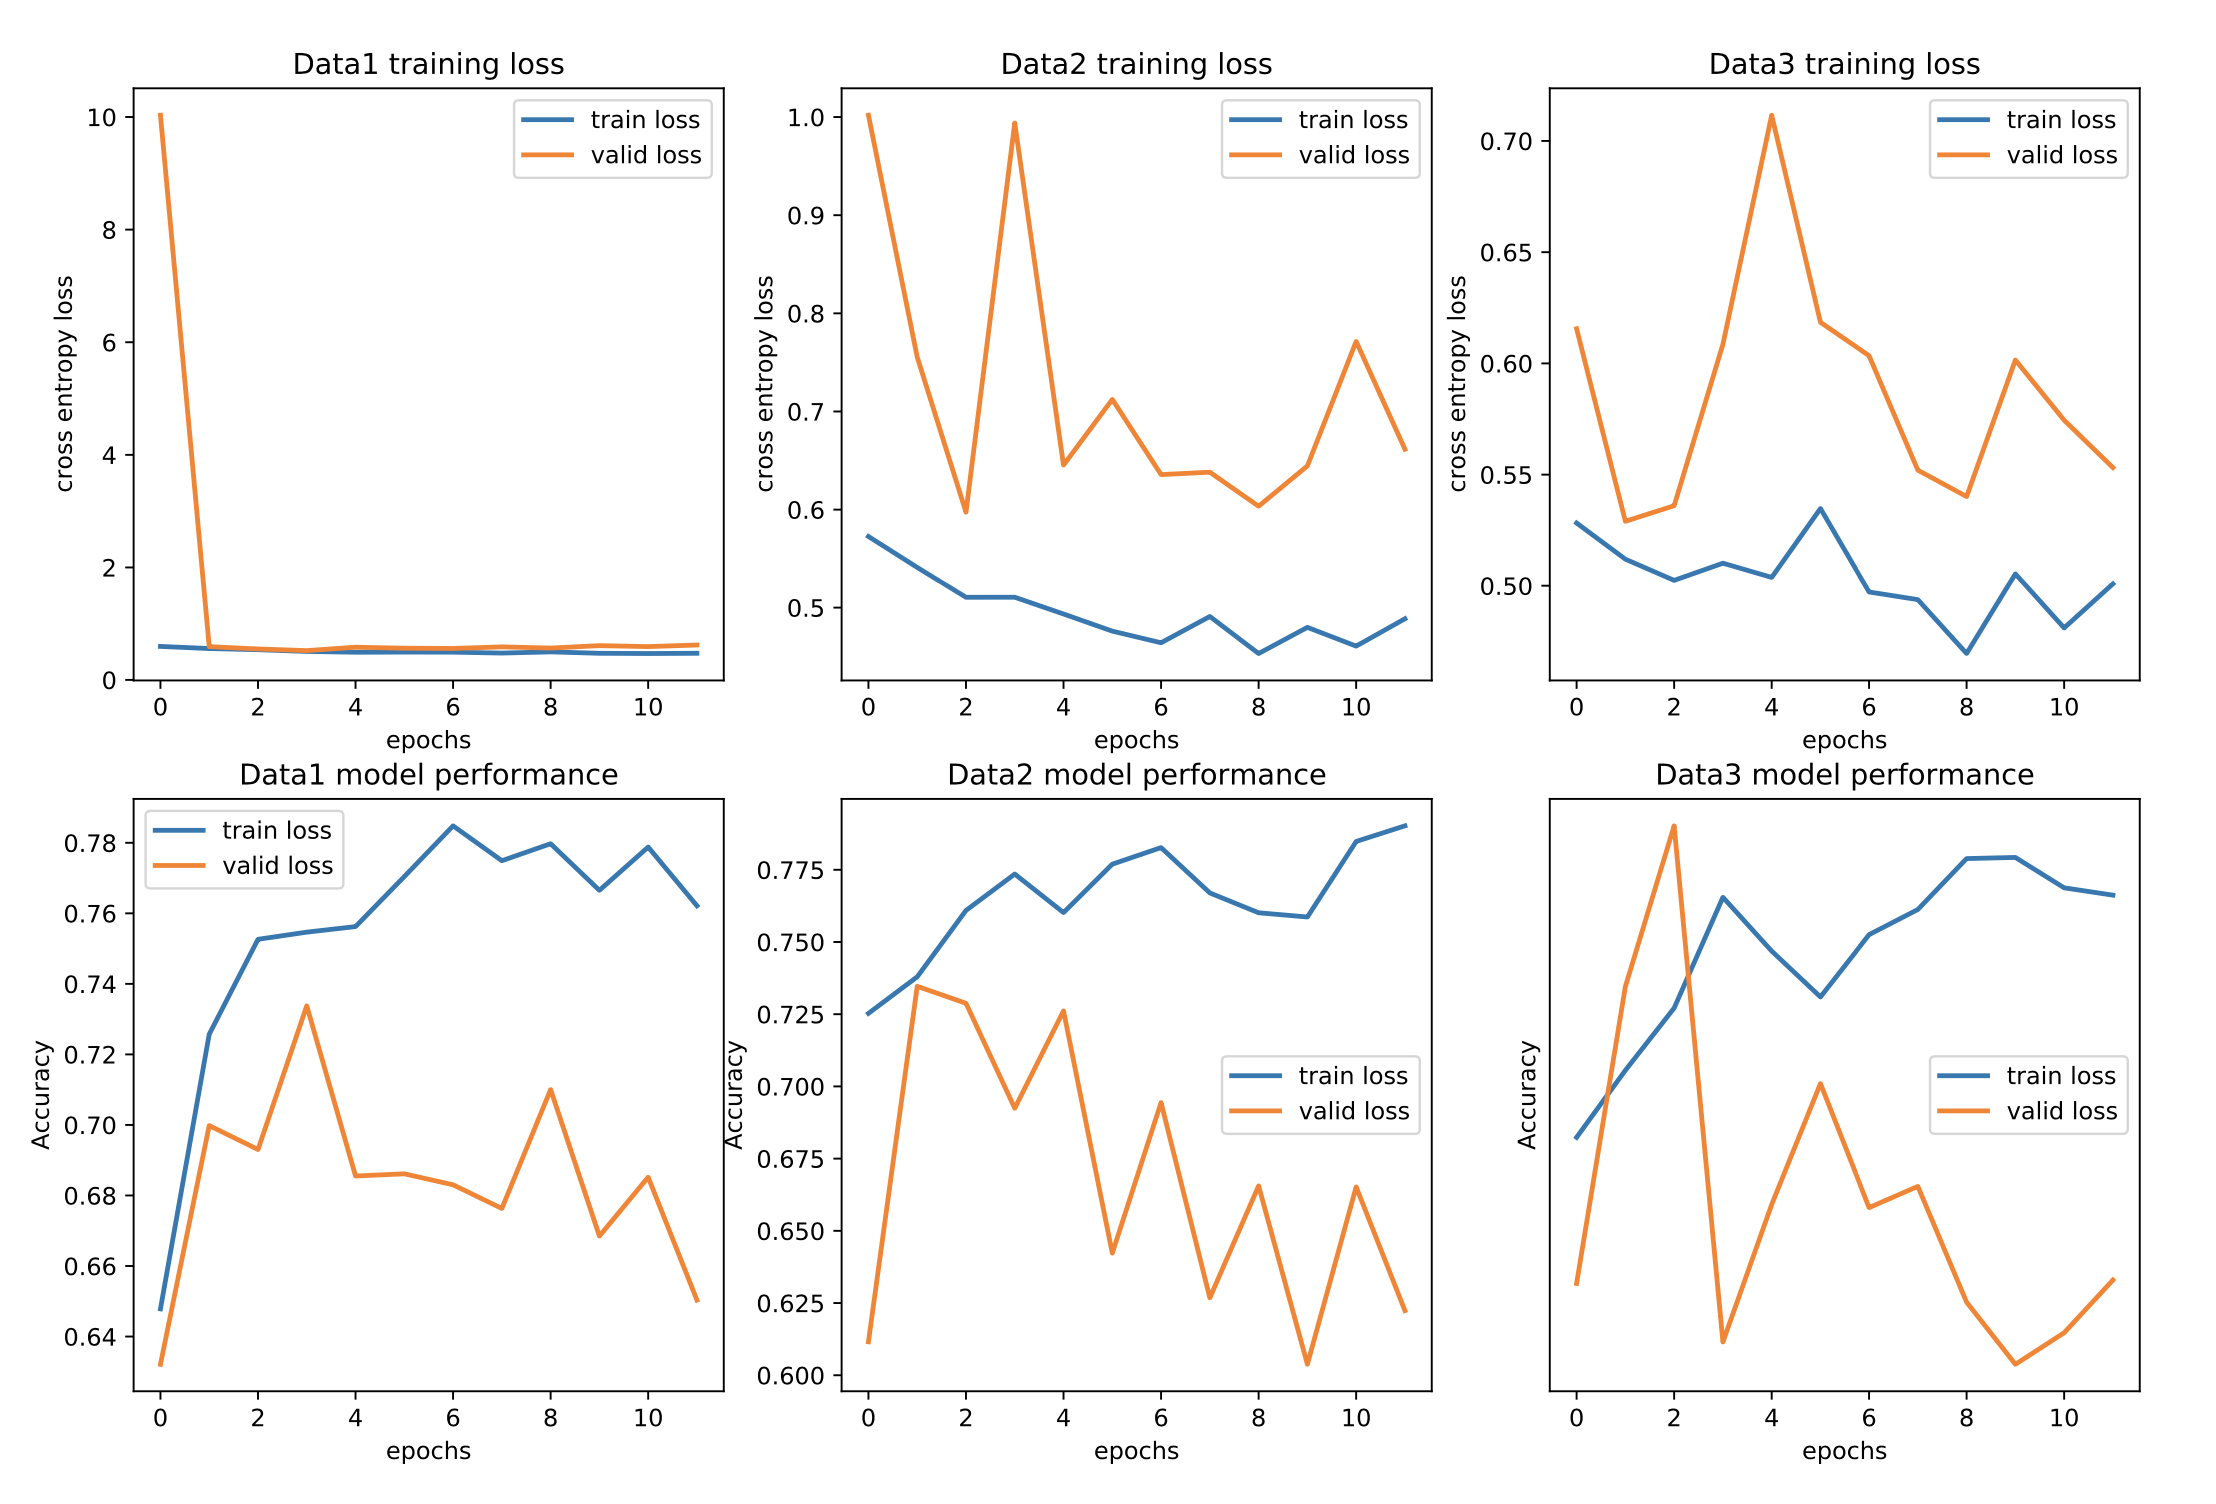 Data1 training loss
cross entropy loss
10
8
6
4
2
0
train loss
valid loss
0 2 4 6 8 10
epochs
Data2 training loss
cross entropy loss
1.0
0.9
0.8
0.7
0.6
0.5
train loss
valid loss
0 2 4 6 8 10
epochs
Data3 training loss
cross entropy loss
0.70
0.65
0.60
0.55
0.50
train loss
valid loss
0 2 4 6 8 10
epochs
Data1 model performance
Accuracy
0.78
0.76
0.74
0.72
0.70
0.68
0.66
0.64
train loss
valid loss
0 2 4 6 8 10
epochs
Data2 model performance
Accuracy
0.775
0.750
0.725
0.700
0.675
0.650
0.625
0.600
train loss
valid loss
0 2 4 6 8 10
epochs
Data3 model performance
Accuracy
train loss
valid loss
0 2 4 6 8 10
epochs